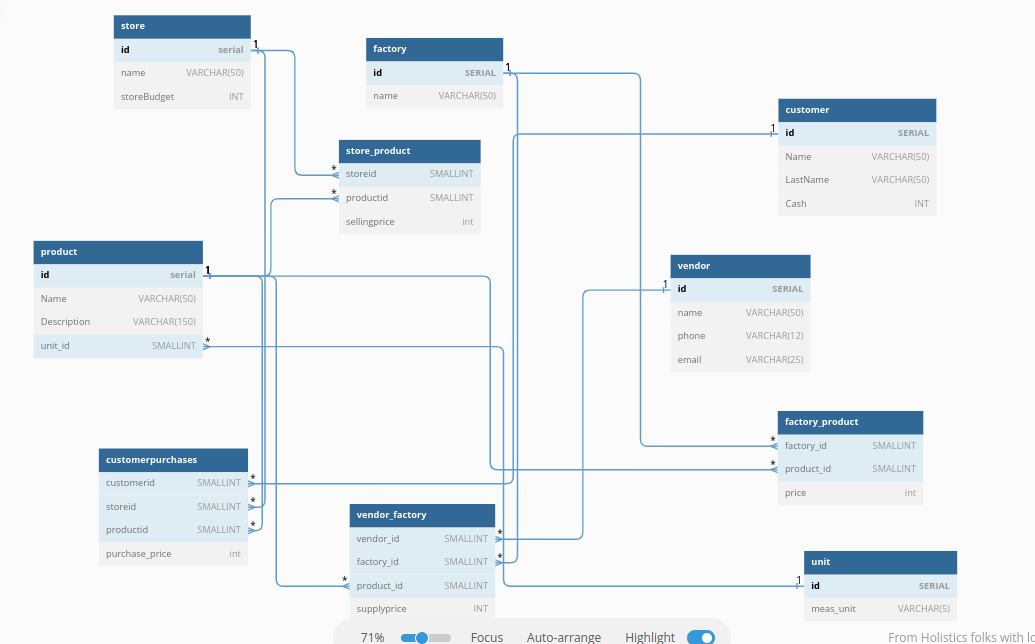 store
id serial
name VARCHAR(50)
storeBudget INT
factory
id SERIAL
name VARCHAR(50)
customer
id SERIAL
Name VARCHAR(50)
LastName VARCHAR(50)
Cash INT
store_product
storeid SMALLINT
productid SMALLINT
sellingprice int
product
id serial
Name VARCHAR(50)
Description VARCHAR(150)
unit_id SMALLINT
vendor
id SERIAL
name VARCHAR(50)
phone VARCHAR(12)
email VARCHAR(25)
factory_product
factory_id SMALLINT
product_id SMALLINT
price int
customerpurchases
customerid SMALLINT
storeid SMALLINT
productid SMALLINT
purchase_price int
vendor_factory
vendor_id SMALLINT
factory_id SMALLINT
product_id SMALLINT
supplyprice INT
unit
id SERIAL
meas_unit VARCHAR(5)
1
1
1
1
1
1
*
*
*
*
*
*
*
*
*
*
*
71% Focus Auto-arrange Highlight
From Holistics folks with